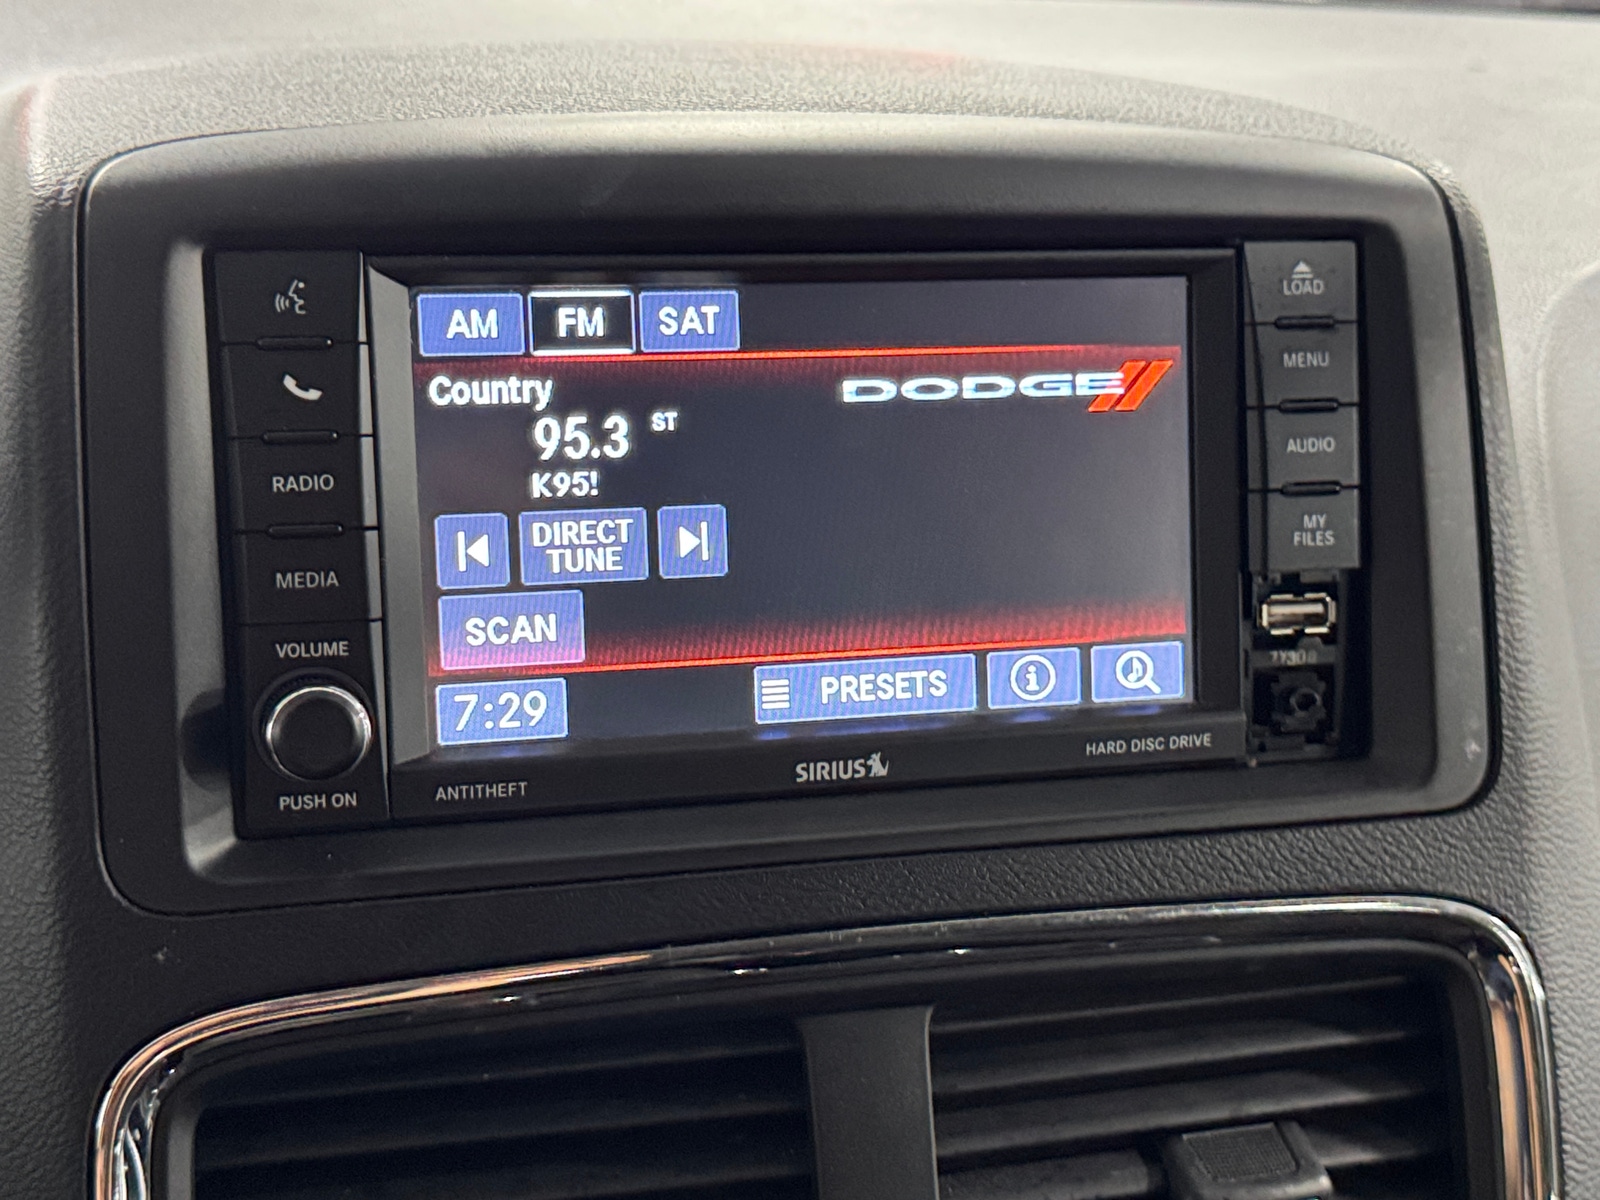 AM FM SAT
Country
DODGE
95.3 ST
K95!
DIRECT
TUNE
SCAN
7:29
PRESETS
RADIO
MEDIA
VOLUME
PUSH ON
ANTITHEFT
SIRIUS
HARD DISC DRIVE
LOAD
MENU
AUDIO
MY
FILES